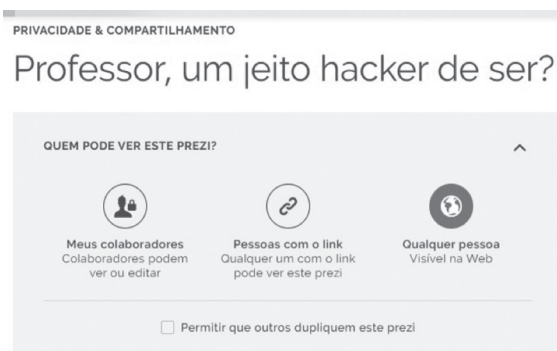 PRIVACIDADE & COMPARTILHAMENTO
Professor, um jeito hacker de ser?
QUEM PODE VER ESTE PREZI?
Meus colaboradores
Colaboradores podem
ver ou editar
Pessoas com o link
Qualquer um com o link
pode ver este prezi
Qualquer pessoa
Visível na Web
Permitir que outros dupliquem este prezi